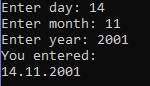 Enter day: 14
Enter month: 11
Enter year: 2001
You entered:
14.11.2001